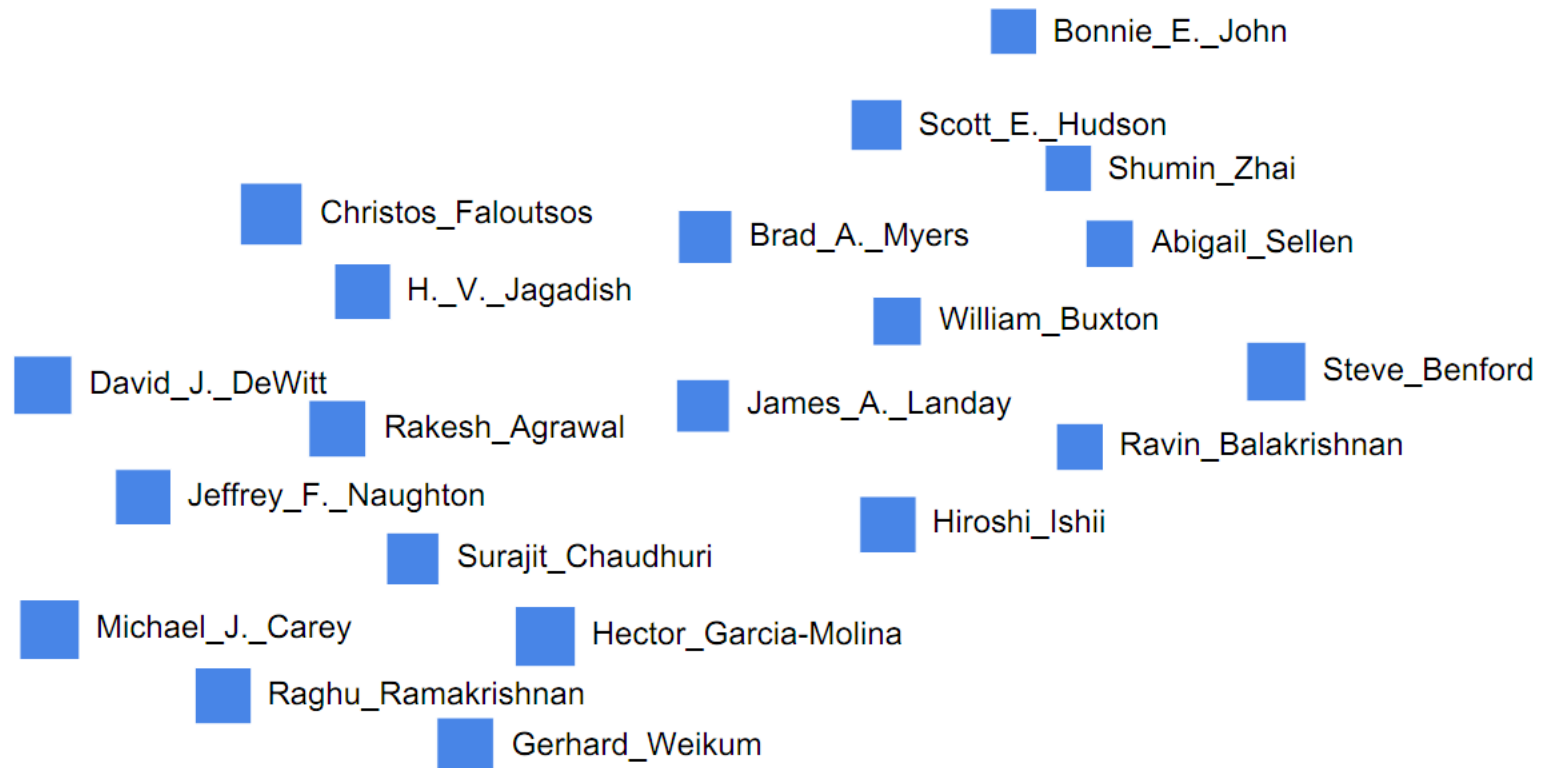 Bonnie_E._John
Scott_E._Hudson
Shumin_Zhai
Christos_Faloutsos
Brad_A._Myers
Abigail_Sellen
H._V._Jagadish
William_Buxton
Steve_Benford
David_J._DeWitt
James_A._Landay
Rakesh_Agrawal
Ravin_Balakrishnan
Jeffrey_F._Naughton
Hiroshi_Ishii
Surajit_Chaudhuri
Michael_J._Carey
Hector_Garcia-Molina
Raghu_Ramakrishnan
Gerhard_Weikum